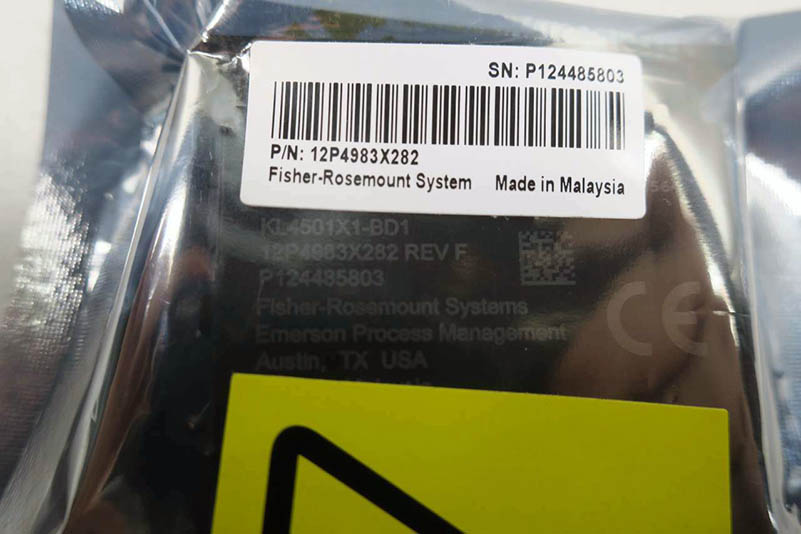 SN: P124485803
P/N: 12P4983X282
Fisher-Rosemount System Made in Malaysia
KL4501X1-BD1
12P4983X282 REV F
P124485803
Fisher-Rosemount Systems
Emerson Process Management
Austin, TX USA
CE